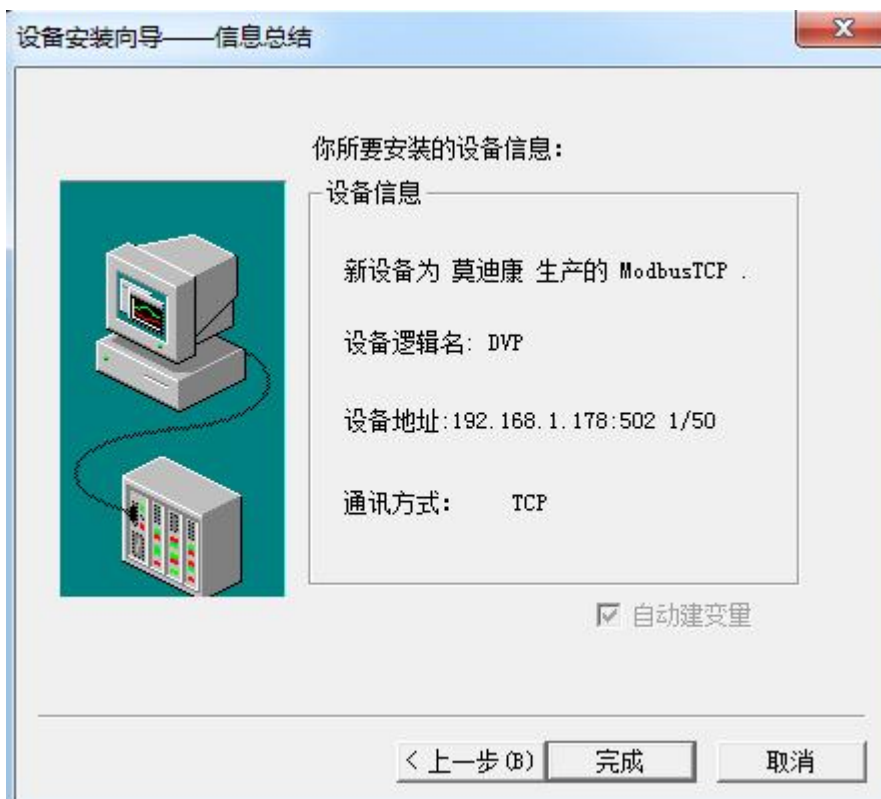 设备安装向导——信息总结
你所要安装的设备信息:
设备信息
新设备为 莫迪康 生产的 ModbusTCP .
设备逻辑名: DVP
设备地址:192.168.1.178:502 1/50
通讯方式: TCP
自动建变量
< 上一步(B)
完成
取消